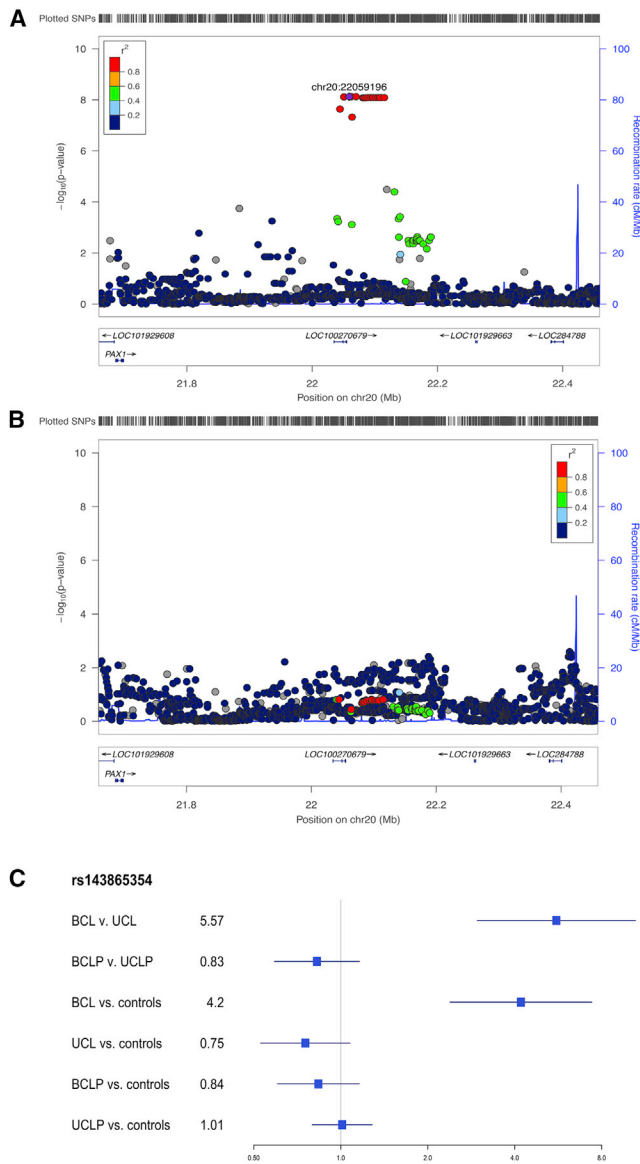 A
Plotted SNPs
10
8
6
4
2
0
−log10(p−value)
r2
0.8
0.6
0.4
0.2
chr20:22059196
100
80
60
40
20
0
Recombination rate (cM/Mb)
←LOC101929608
LOC100270679→
←LOC101929663
←LOC284788
PAX1→
21.8
22
22.2
22.4
Position on chr20 (Mb)
B
Plotted SNPs
10
8
6
4
2
0
−log10(p−value)
r2
0.8
0.6
0.4
0.2
100
80
60
40
20
0
Recombination rate (cM/Mb)
←LOC101929608
LOC100270679→
←LOC101929663
←LOC284788
PAX1→
21.8
22
22.2
22.4
Position on chr20 (Mb)
C
rs143865354
BCL v. UCL 5.57
BCLP v. UCLP 0.83
BCL vs. controls 4.2
UCL vs. controls 0.75
BCLP vs. controls 0.84
UCLP vs. controls 1.01
0.50 1.0 2.0 4.0 8.0